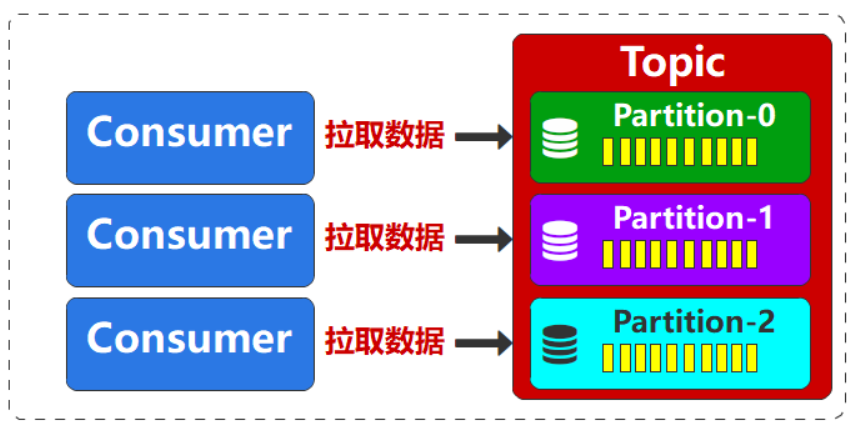 Topic
Consumer 拉取数据 Partition-0
Consumer 拉取数据 Partition-1
Consumer 拉取数据 Partition-2